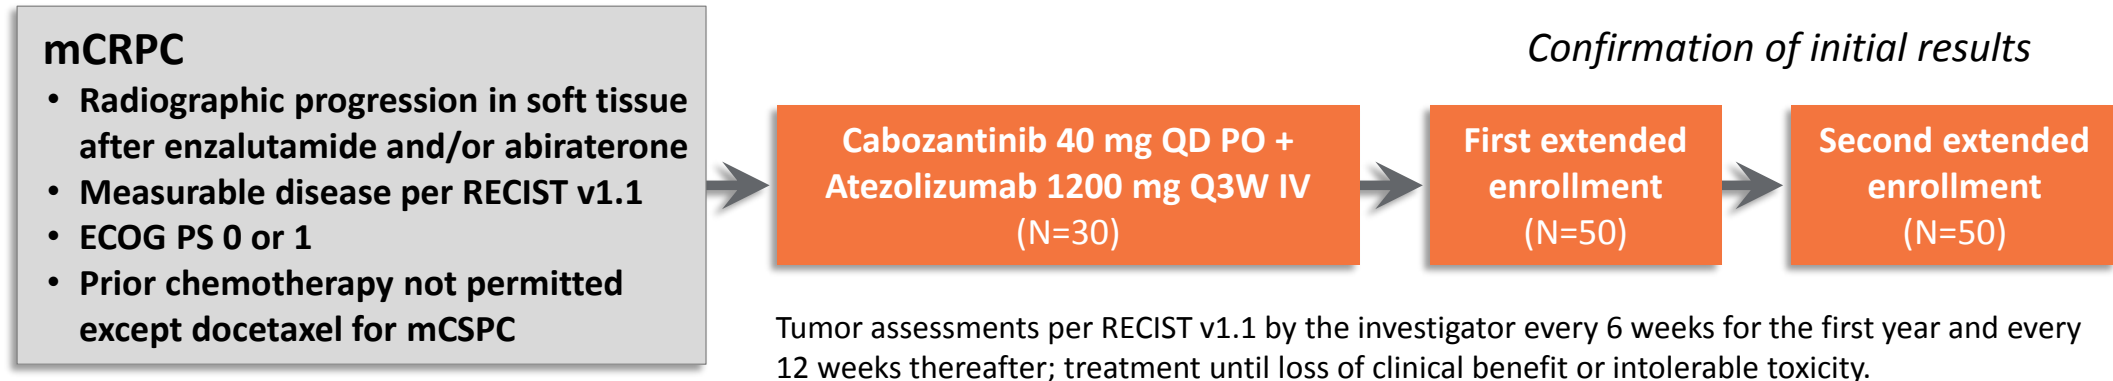 mCRPC
• Radiographic progression in soft tissue
after enzalutamide and/or abiraterone
• Measurable disease per RECIST v1.1
• ECOG PS 0 or 1
• Prior chemotherapy not permitted
except docetaxel for mCSPC
Confirmation of initial results
Cabozantinib 40 mg QD PO +
Atezolizumab 1200 mg Q3W IV
(N=30)
First extended
enrollment
(N=50)
Second extended
enrollment
(N=50)
Tumor assessments per RECIST v1.1 by the investigator every 6 weeks for the first year and every
12 weeks thereafter; treatment until loss of clinical benefit or intolerable toxicity.